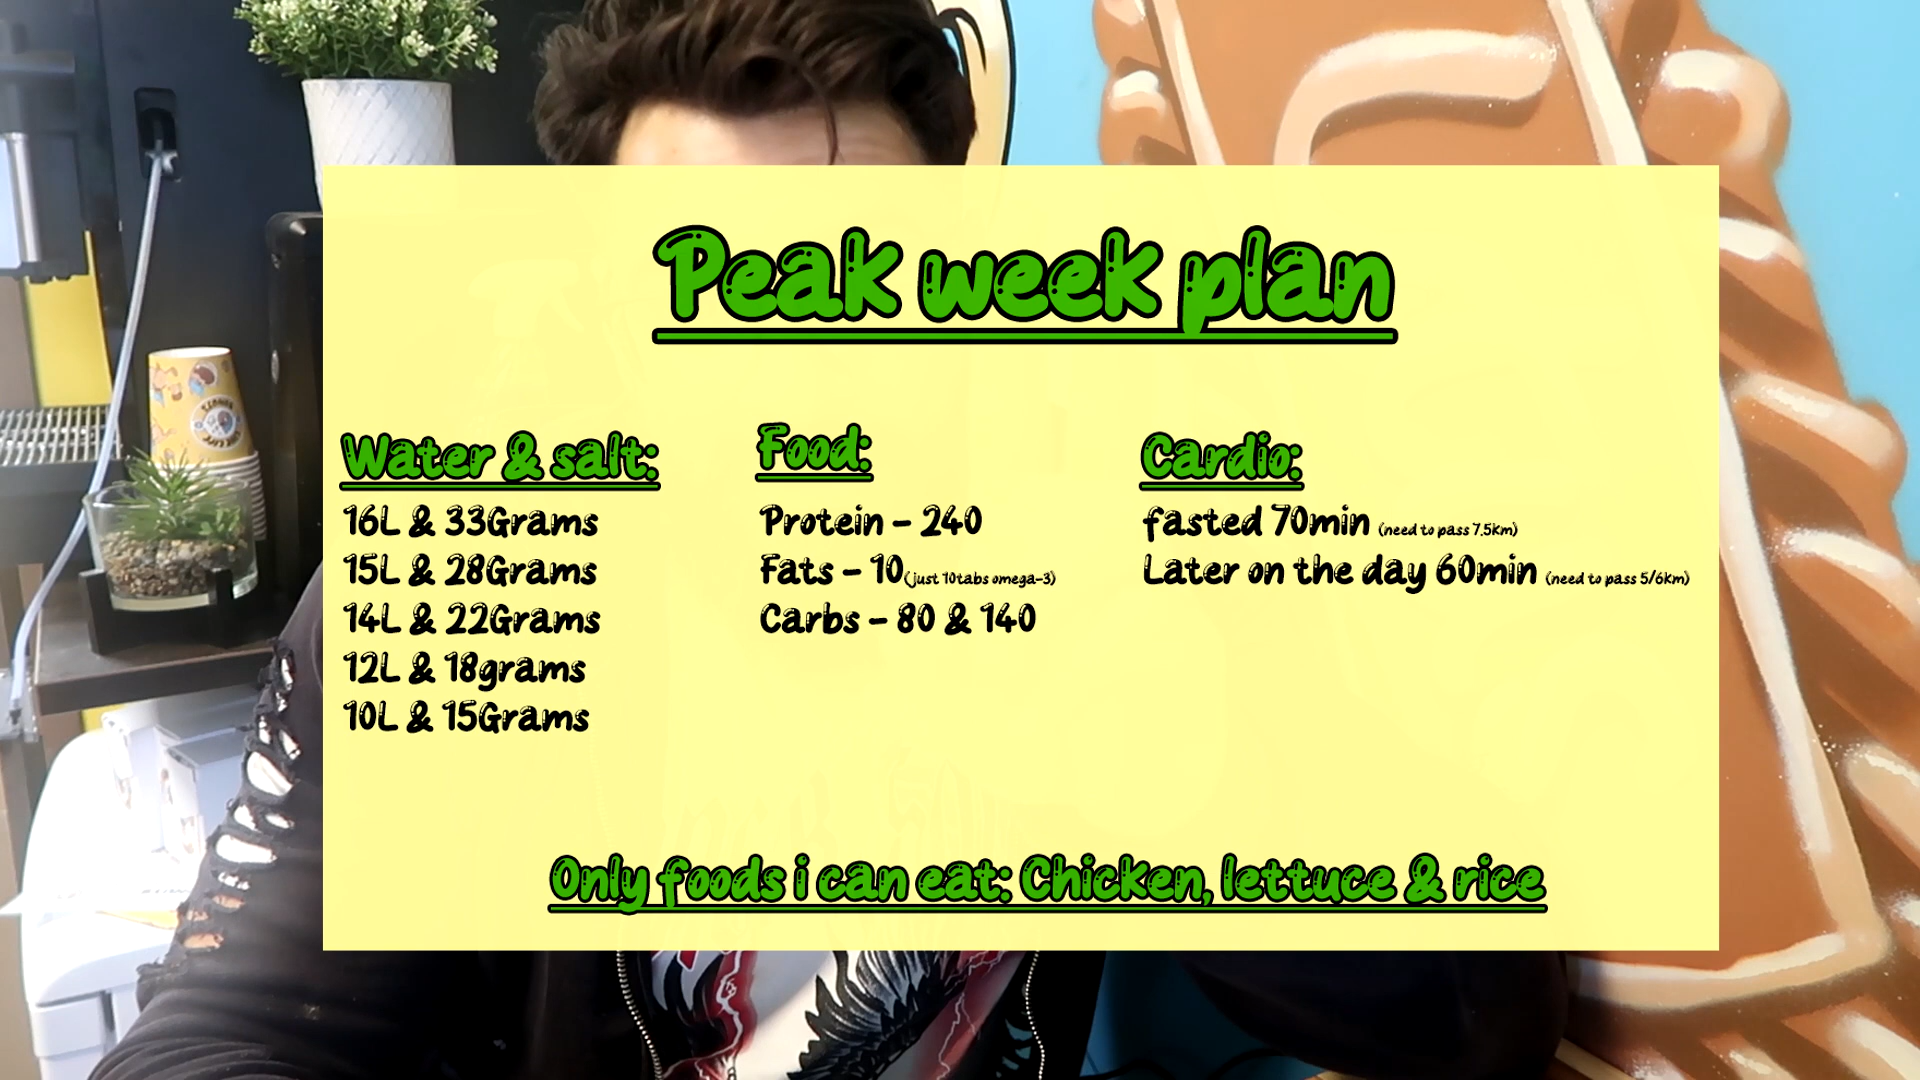 Peak week plan
Water & salt:
16L & 33Grams
15L & 28Grams
14L & 22Grams
12L & 18grams
10L & 15Grams
Food:
Protein - 240
Fats - 10(just 10tabs omega-3)
Carbs - 80 & 140
Cardio:
fasted 70min (need to pass 7.5km)
Later on the day 60min (need to pass 5/6km)
Only foods i can eat: Chicken, lettuce & rice